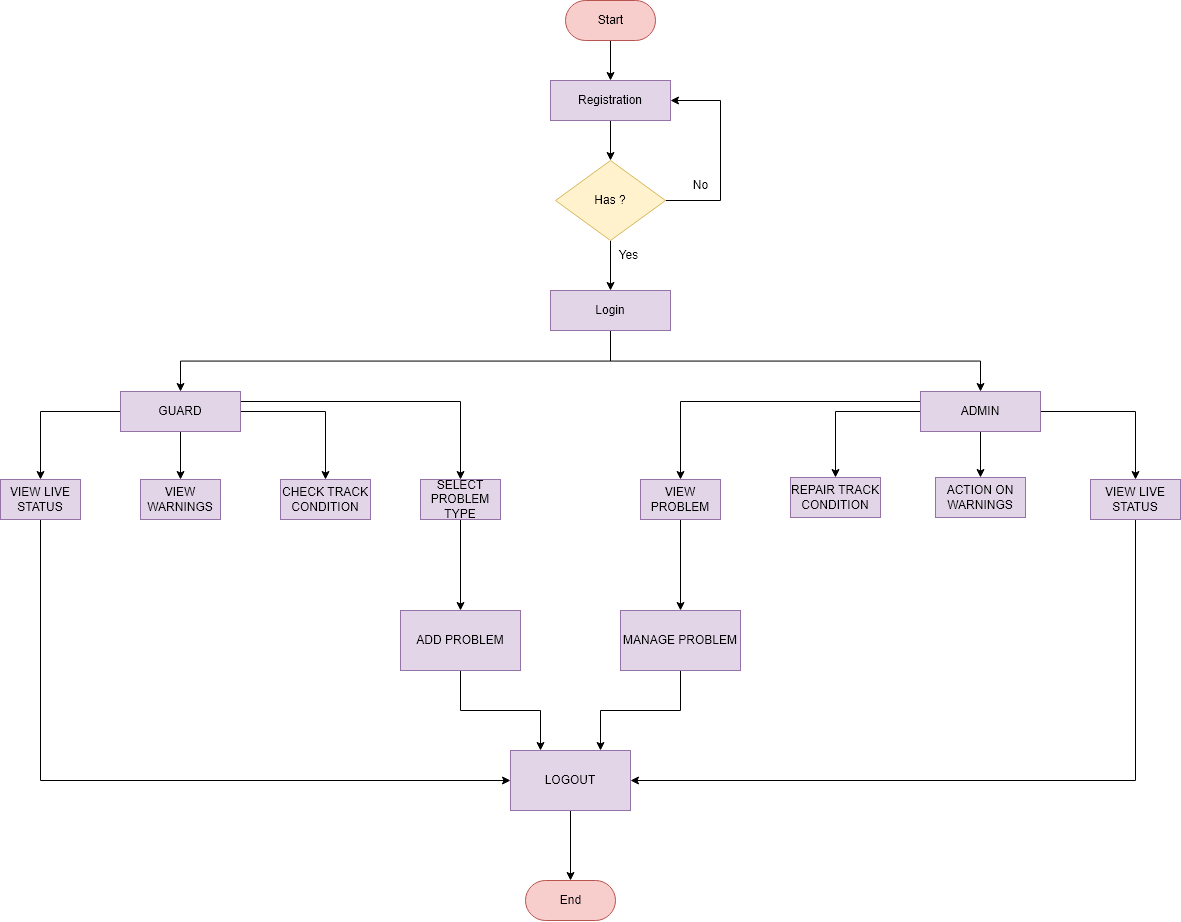 Start
Registration
Has ?
No
Yes
Login
GUARD
ADMIN
VIEW LIVE
STATUS
VIEW
WARNINGS
CHECK TRACK
CONDITION
SELECT
PROBLEM
TYPE
VIEW
PROBLEM
REPAIR TRACK
CONDITION
ACTION ON
WARNINGS
VIEW LIVE
STATUS
ADD PROBLEM
MANAGE PROBLEM
LOGOUT
End